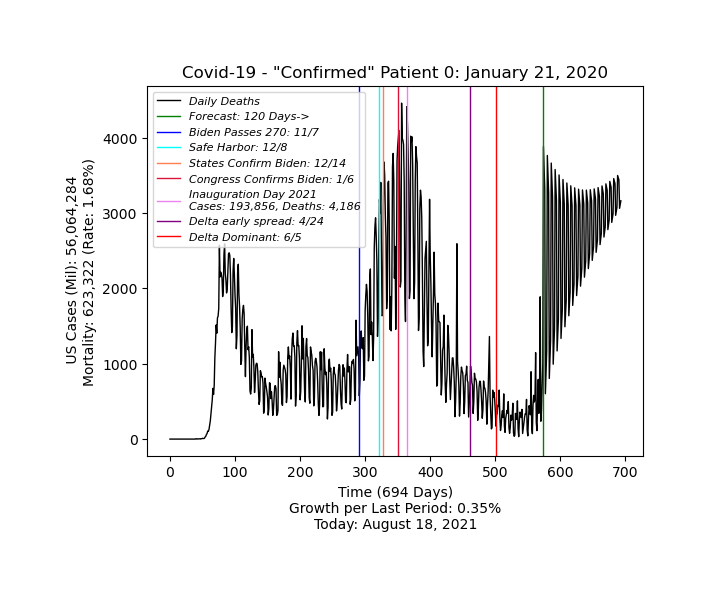 Covid-19 - "Confirmed" Patient 0: January 21, 2020
Daily Deaths
Forecast: 120 Days->
Biden Passes 270: 11/7
Safe Harbor: 12/8
States Confirm Biden: 12/14
Congress Confirms Biden: 1/6
Inauguration Day 2021
Cases: 193,856, Deaths: 4,186
Delta early spread: 4/24
Delta Dominant: 6/5
US Cases (Mil): 56,064,284
Mortality: 623,322 (Rate: 1.68%)
4000
3000
2000
1000
0
0 100 200 300 400 500 600 700
Time (694 Days)
Growth per Last Period: 0.35%
Today: August 18, 2021